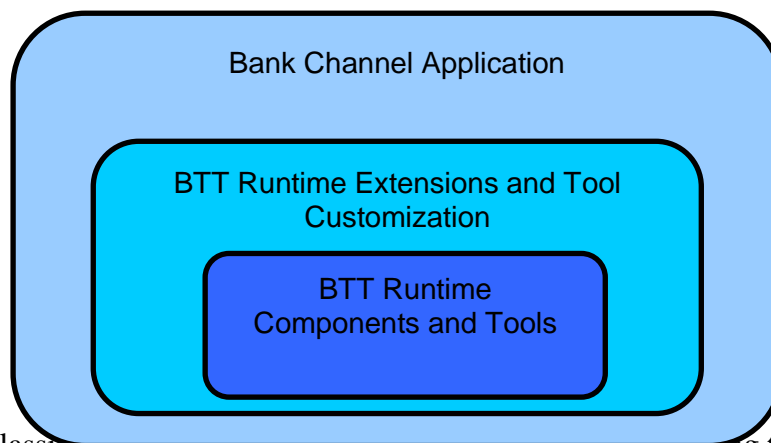 Bank Channel Application
BTT Runtime Extensions and Tool
Customization
BTT Runtime
Components and Tools